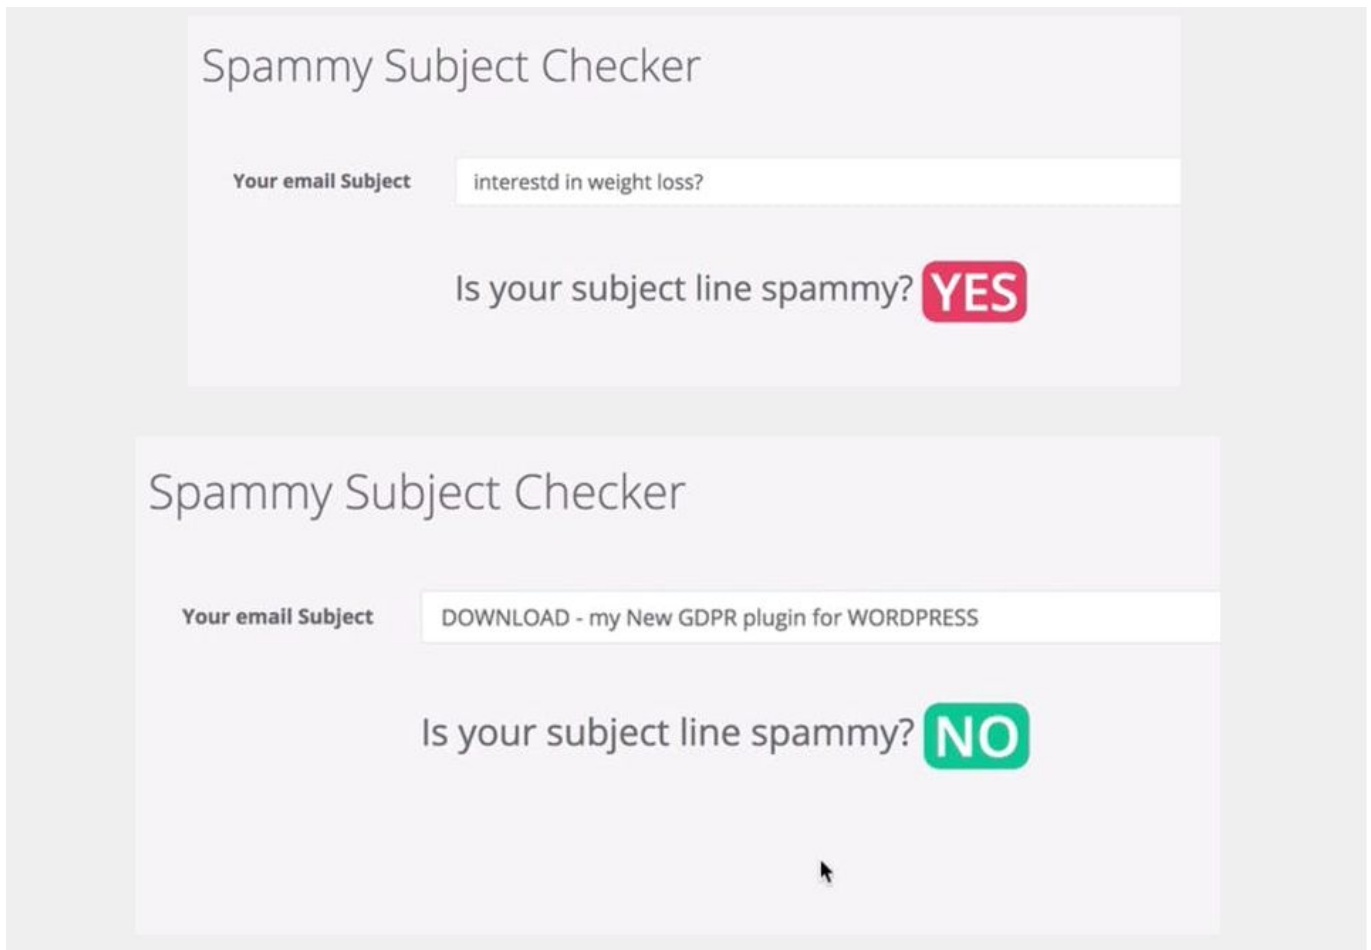 Spammy Subject Checker
Your email Subject interestd in weight loss?
Is your subject line spammy? YES
Spammy Subject Checker
Your email Subject DOWNLOAD - my New GDPR plugin for WORDPRESS
Is your subject line spammy? NO